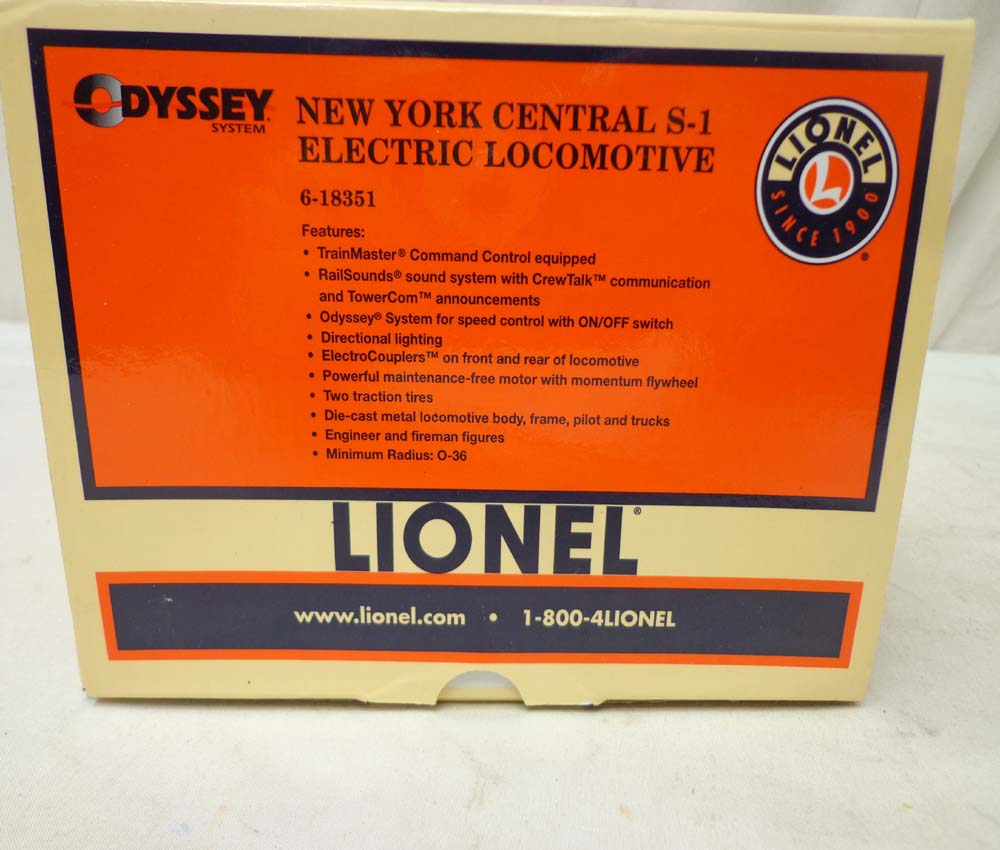 ODYSSEY
SYSTEM
NEW YORK CENTRAL S-1
ELECTRIC LOCOMOTIVE
6-18351
Features:
• TrainMaster® Command Control equipped
• RailSounds® sound system with CrewTalk™ communication
and TowerCom™ announcements
• Odyssey® System for speed control with ON/OFF switch
• Directional lighting
• ElectroCouplers™ on front and rear of locomotive
• Powerful maintenance-free motor with momentum flywheel
• Two traction tires
• Die-cast metal locomotive body, frame, pilot and trucks
• Engineer and fireman figures
• Minimum Radius: O-36
LIONEL
L
SINCE 1900
®
LIONEL®
www.lionel.com • 1-800-4LIONEL